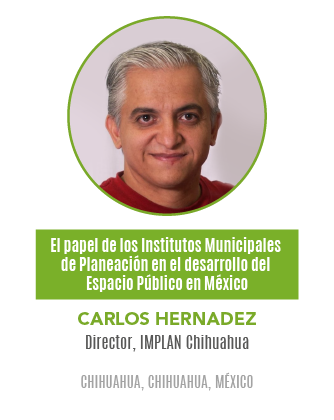 El papel de los Institutos Municipales
de Planeación en el desarrollo del
Espacio Público en México
CARLOS HERNADEZ
Director, IMPLAN Chihuahua
CHIHUAHUA, CHIHUAHUA, MÉXICO